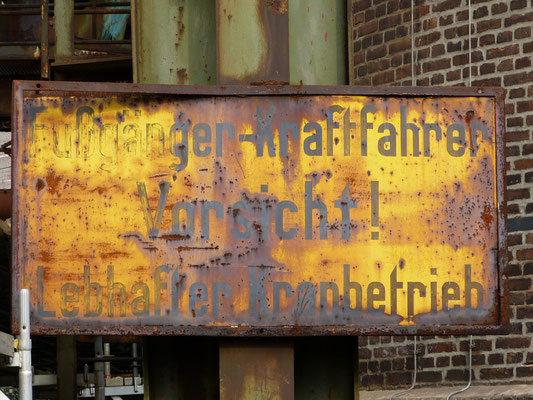 Fußgänger-Kraftfahrer
Vorsicht!
Lebhafter Kranbetrieb